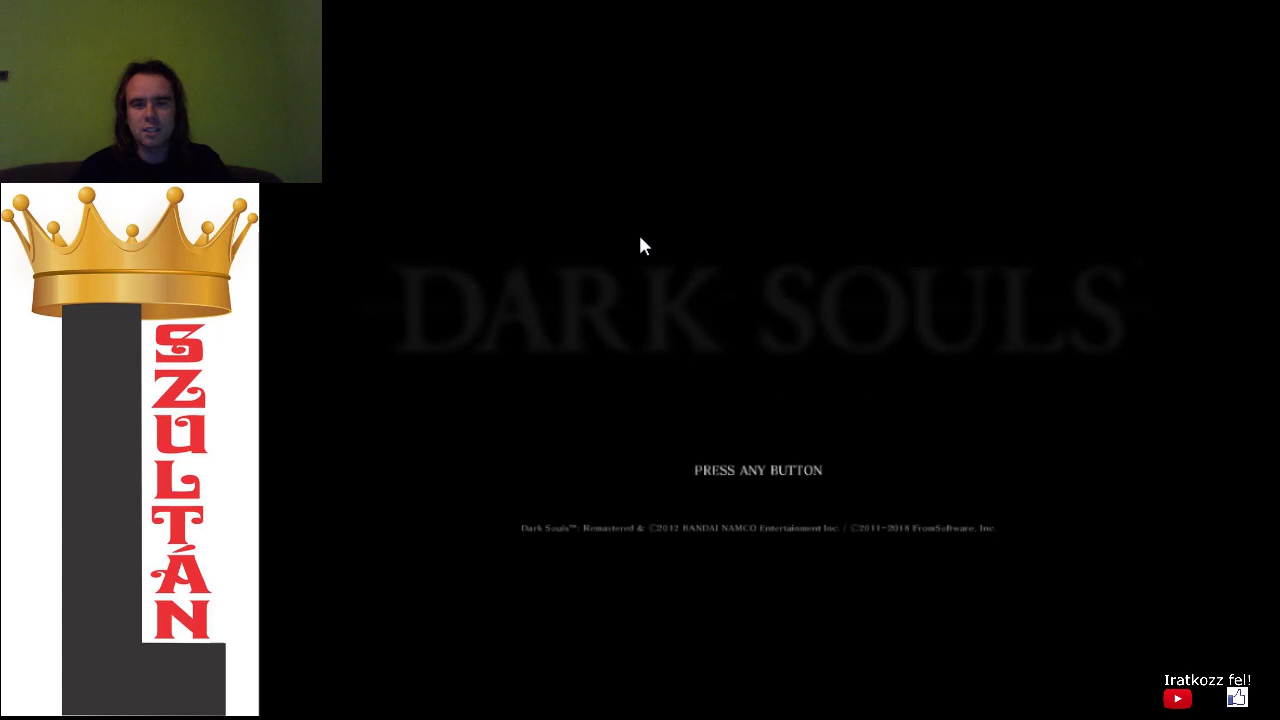 L
SZULTÁN
DARK SOULS
PRESS ANY BUTTON
Dark Souls™: Remastered & ©2012 BANDAI NAMCO Entertainment Inc. / ©2011-2018 FromSoftware, Inc.
Iratkozz fel!